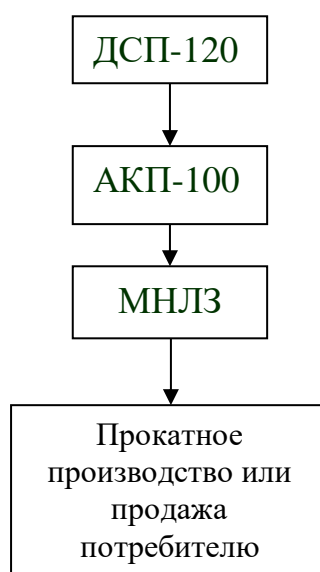 ДСП-120
АКП-100
МНЛЗ
Прокатное
производство или
продажа
потребителю